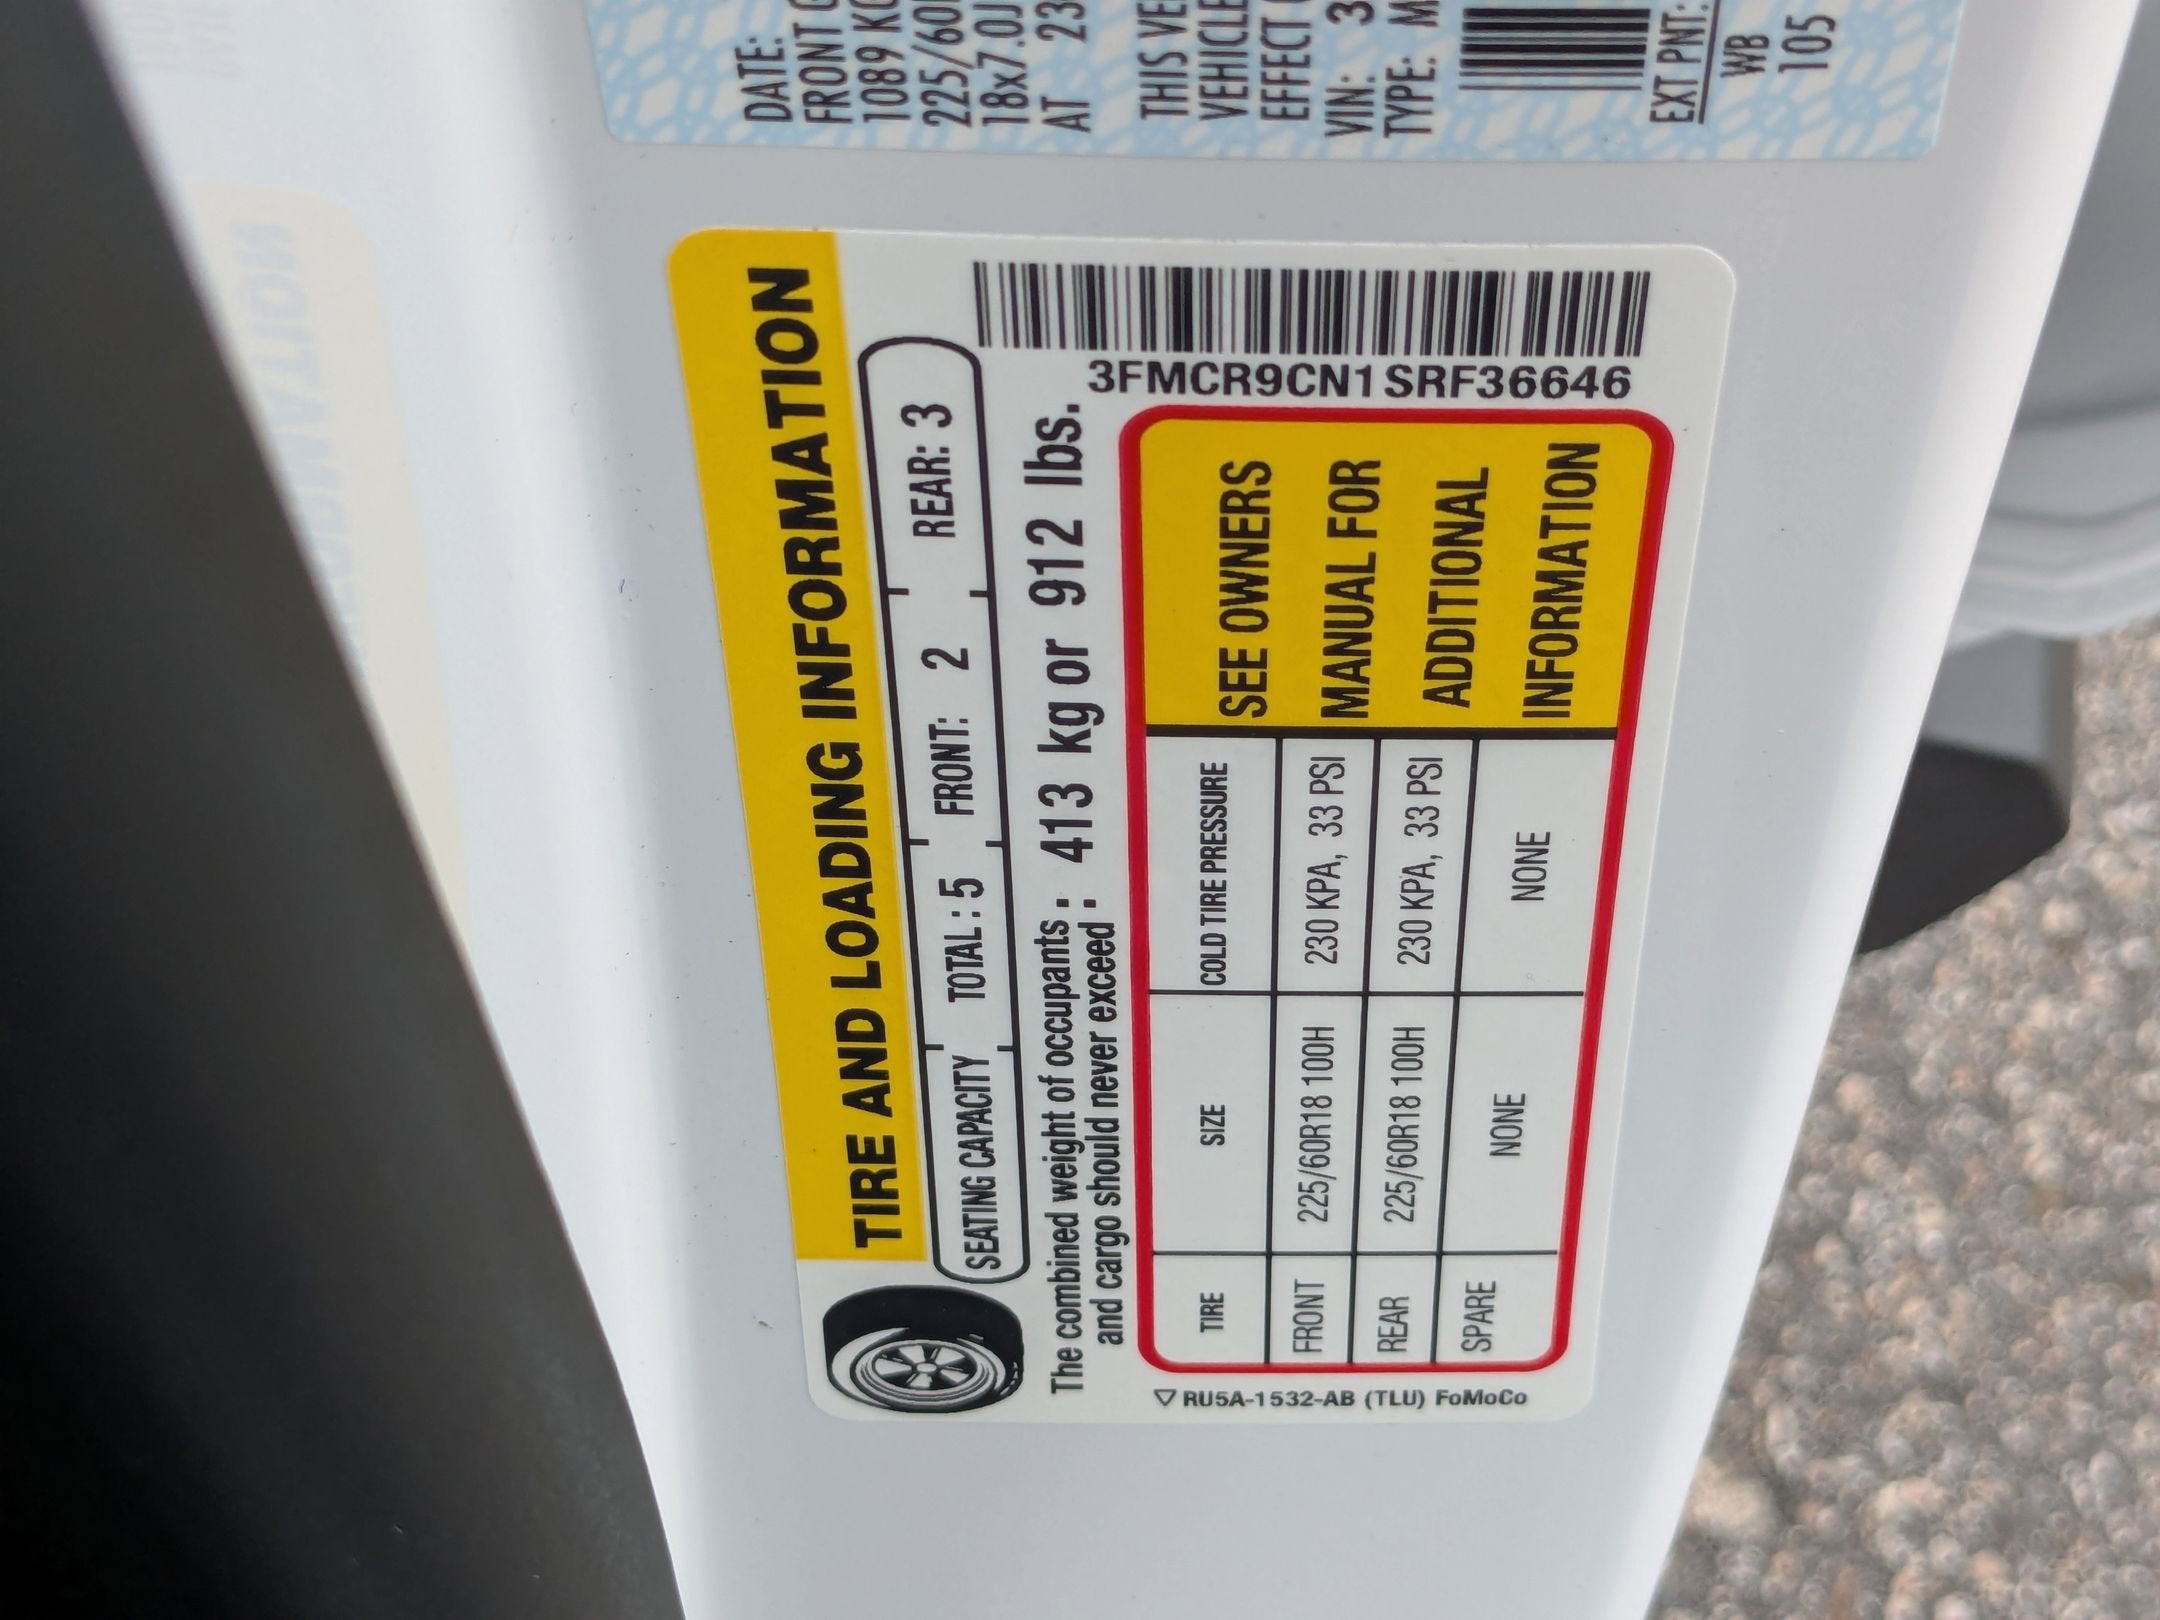 TIRE AND LOADING INFORMATION
SEATING CAPACITY TOTAL : 5 FRONT: 2 REAR: 3
The combined weight of occupants
and cargo should never exceed : 413 kg or 912 lbs.
3FMCR9CN1SRF36646
TIRE SIZE COLD TIRE PRESSURE
FRONT 225/60R18 100H 230 KPA, 33 PSI
REAR 225/60R18 100H 230 KPA, 33 PSI
SPARE NONE NONE
SEE OWNERS
MANUAL FOR
ADDITIONAL
INFORMATION
RU5A-1532-AB (TLU) FoMoCo
DATE:
FRONT
1089
18x7.0J
AT 23
THIS
VEHICLE
EFFECT
VIN: 3
TYPE: M
EXT PNT:
WB
105